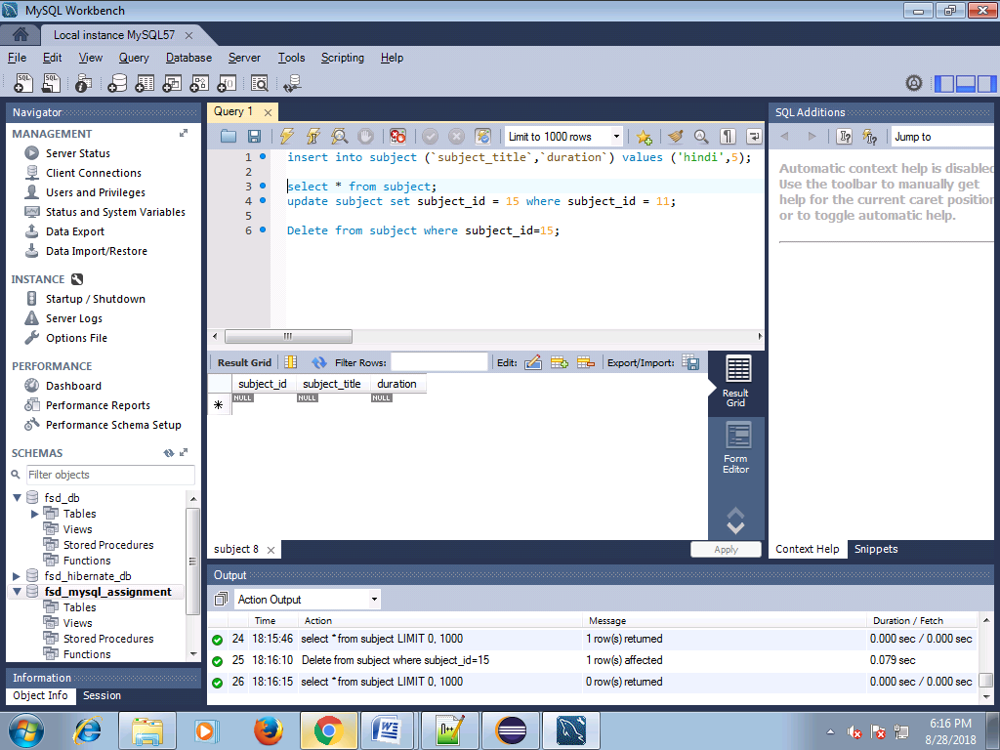 MySQL Workbench
Local instance MySQL57
File Edit View Query Database Server Tools Scripting Help
Navigator
MANAGEMENT
Server Status
Client Connections
Users and Privileges
Status and System Variables
Data Export
Data Import/Restore
INSTANCE
Startup / Shutdown
Server Logs
Options File
PERFORMANCE
Dashboard
Performance Reports
Performance Schema Setup
SCHEMAS
Filter objects
fsd_db
Tables
Views
Stored Procedures
Functions
fsd_hibernate_db
fsd_mysql_assignment
Tables
Views
Stored Procedures
Functions
Information
Object Info Session
Query 1
Limit to 1000 rows
1 insert into subject (`subject_title`,`duration`) values ('hindi',5);
2
3 select * from subject;
4 update subject set subject_id = 15 where subject_id = 11;
5
6 Delete from subject where subject_id=15;
Result Grid Filter Rows: Edit: Export/Import:
subject_id subject_title duration
NULL NULL NULL
Result
Grid
Form
Editor
subject 8
Apply
SQL Additions
Jump to
Automatic context help is disabled
Use the toolbar to manually get
help for the current caret position
or to toggle automatic help.
Context Help Snippets
Output
Action Output
Time Action Message Duration / Fetch
24 18:15:46 select * from subject LIMIT 0, 1000 1 row(s) returned 0.000 sec / 0.000 sec
25 18:16:10 Delete from subject where subject_id=15 1 row(s) affected 0.079 sec
26 18:16:15 select * from subject LIMIT 0, 1000 0 row(s) returned 0.000 sec / 0.000 sec
6:16 PM
8/28/2018